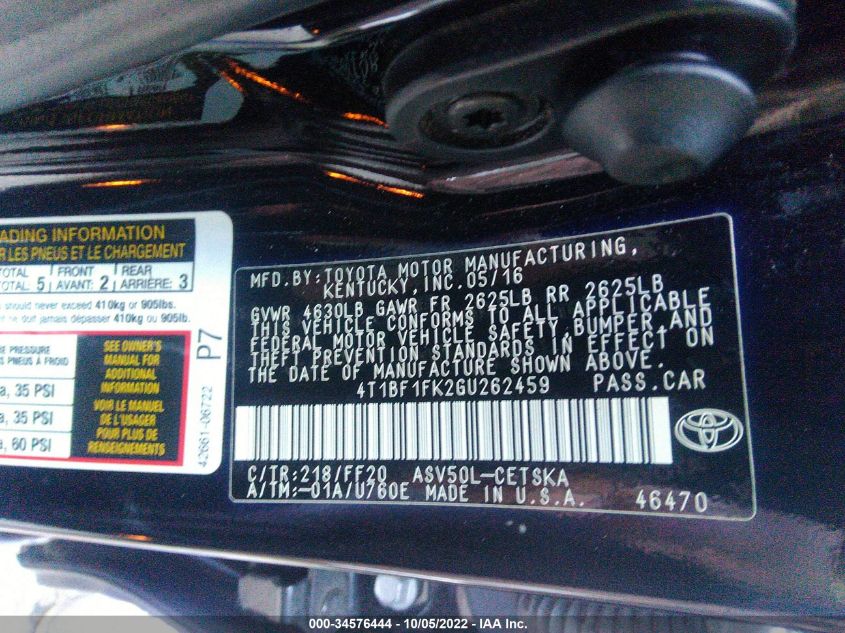 ADING INFORMATION
R LES PNEUS ET LE CHARGEMENT
TOTAL 5 FRONT AVANT: 2 REAR ARRIÈRE: 3
should never exceed 410kg or 905lbs.
ne doit jamais dépasser 410kg ou 905lb.
RE PRESSURE
S PNEUS À FROID
a, 35 PSI
a, 35 PSI
a, 60 PSI
SEE OWNER'S
MANUAL FOR
ADDITIONAL
INFORMATION
VOIR LE MANUEL
DE L'USAGER
POUR PLUS DE
RENSEIGNEMENTS
P7
42661-06722
MFD.BY:TOYOTA MOTOR MANUFACTURING,
KENTUCKY,INC.05/16
GVWR 4630LB GAWR FR 2625LB RR 2625LB
THIS VEHICLE CONFORMS TO ALL APPLICABLE
FEDERAL MOTOR VEHICLE SAFETY,BUMPER,AND
THEFT PREVENTION STANDARDS IN EFFECT ON
THE DATE OF MANUFACTURE SHOWN ABOVE.
4T1BF1FK2GU262459 PASS.CAR
C/TR:218/FF20 ASV50L-CETSKA
A/TM:-01A/U760E MADE IN U.S.A.
46470
000-34576444 - 10/05/2022 - IAA Inc.